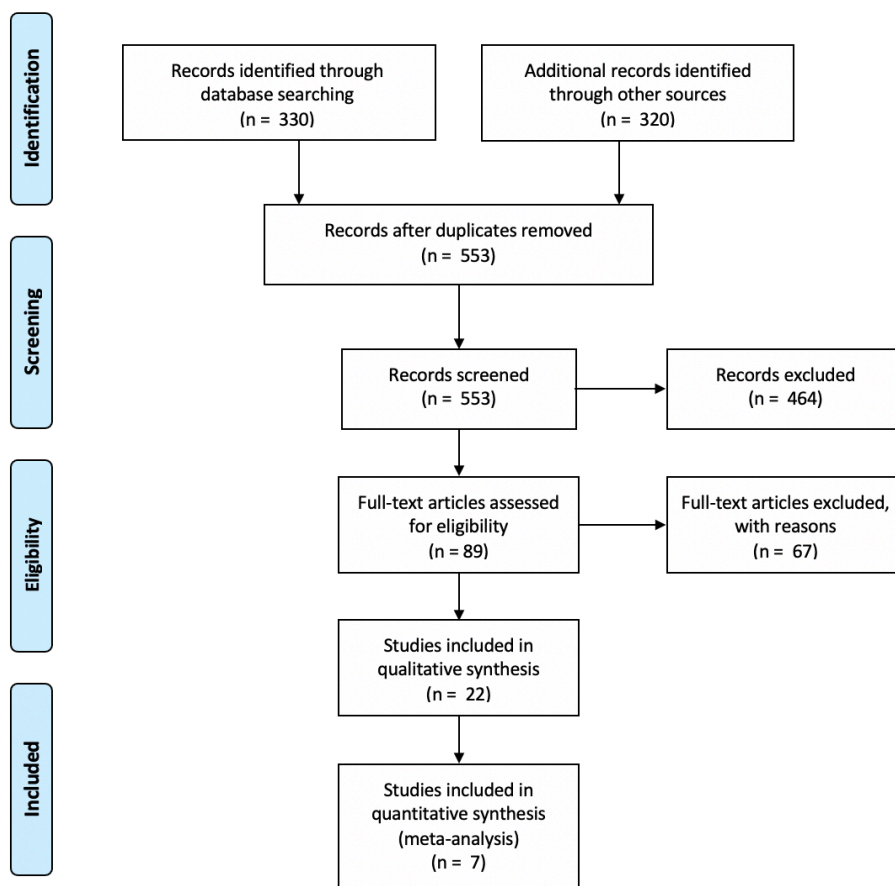 Identification
Records identified through
database searching
(n = 330)
Additional records identified
through other sources
(n = 320)
Records after duplicates removed
(n = 553)
Screening
Records screened
(n = 553)
Records excluded
(n = 464)
Eligibility
Full-text articles assessed
for eligibility
(n = 89)
Full-text articles excluded,
with reasons
(n = 67)
Studies included in
qualitative synthesis
(n = 22)
Included
Studies included in
quantitative synthesis
(meta-analysis)
(n = 7)